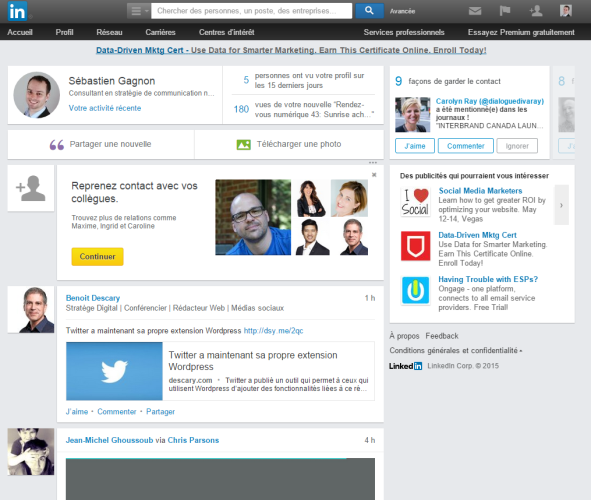 in
Chercher des personnes, un poste, des entreprises...
Avancée
Accueil Profil Réseau Carrières Centres d'intérêt Services professionnels Essayez Premium gratuitement
Data-Driven Mktg Cert - Use Data for Smarter Marketing. Earn This Certificate Online. Enroll Today!
Sébastien Gagnon
Consultant en stratégie de communication n...
Votre activité récente
5 personnes ont vu votre profil sur
les 15 derniers jours
180 vues de votre nouvelle "Rendez-
vous numérique 43: Sunrise ach..."
Partager une nouvelle
Télécharger une photo
Reprenez contact avec vos
collègues.
Trouvez plus de relations comme
Maxime, Ingrid et Caroline
Continuer
Benoit Descary 1 h
Stratège Digital | Conférencier | Rédacteur Web | Médias sociaux
Twitter a maintenant sa propre extension Wordpress http://dsy.me/2qc
Twitter a maintenant sa propre extension
Wordpress
descary.com • Twitter a publié un outil qui permet à ceux qui
utilisent Wordpress d'ajouter des fonctionnalités liées à ce ré...
J'aime • Commenter • Partager
Jean-Michel Ghoussoub via Chris Parsons 4 h
9 façons de garder le contact
8
Carolyn Ray (@dialoguedivaray)
a été mentionné(e) dans les
journaux !
"INTERBRAND CANADA LAUN...
J'aime Commenter Ignorer
Des publicités qui pourraient vous intéresser
I
Social
Social Media Marketers
Learn how to get greater ROI by
optimizing your website. May
12-14, Vegas
Data-Driven Mktg Cert
Use Data for Smarter Marketing.
Earn This Certificate Online.
Enroll Today!
Having Trouble with ESPs?
Ongage - one platform,
connects to all email service
providers. Free Trial!
À propos Feedback
Conditions générales et confidentialité
Linked in LinkedIn Corp. © 2015